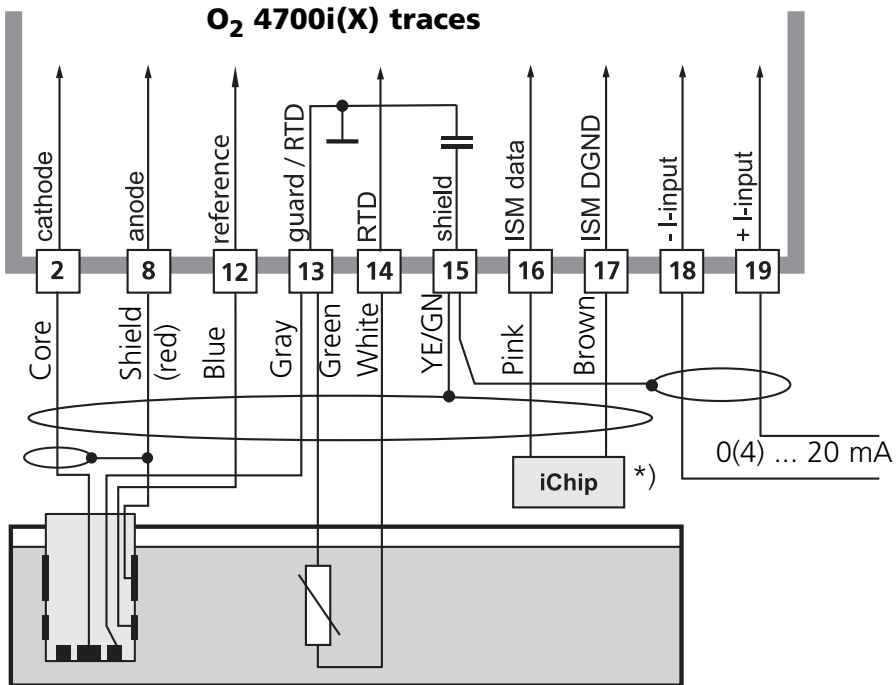 O₂ 4700i(X) traces
cathode
anode
reference
guard / RTD
RTD
shield
ISM data
ISM DGND
- I-input
+ I-input
2
8
12
13
14
15
16
17
18
19
Core
Shield
(red)
Blue
Gray
Green
White
YE/GN
Pink
Brown
0(4) ... 20 mA
iChip
*)